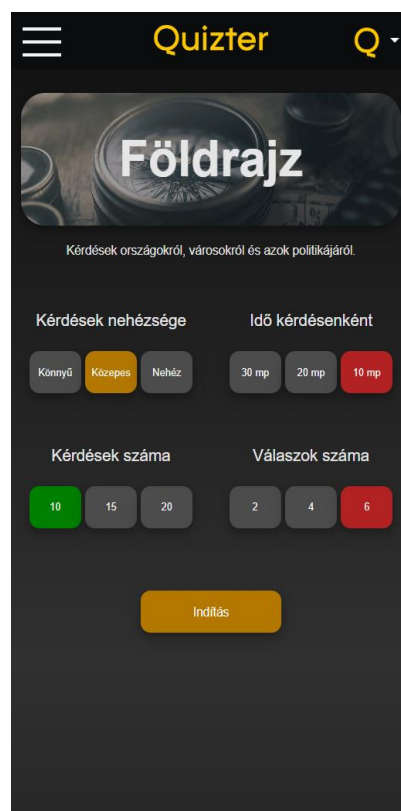 Quizter Q
Földrajz
Kérdések országokról, városokról és azok politikájáról.
Kérdések nehézsége
Könnyű Közepes Nehéz
Idő kérdésenként
30 mp 20 mp 10 mp
Kérdések száma
10 15 20
Válaszok száma
2 4 6
Indítás